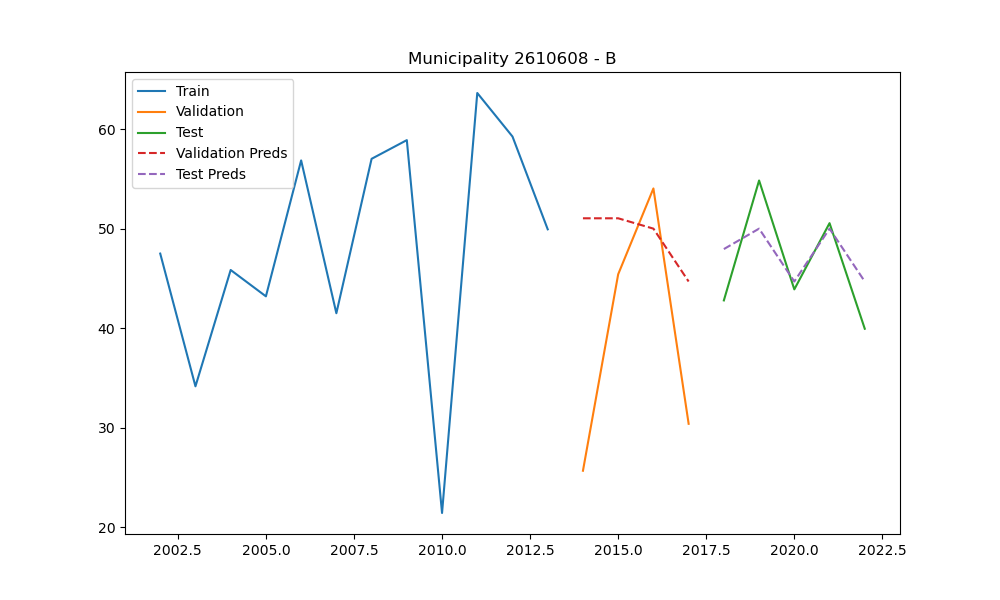 Municipality 2610608 - B
Train
Validation
Test
Validation Preds
Test Preds
60
50
40
30
20
2002.5 2005.0 2007.5 2010.0 2012.5 2015.0 2017.5 2020.0 2022.5